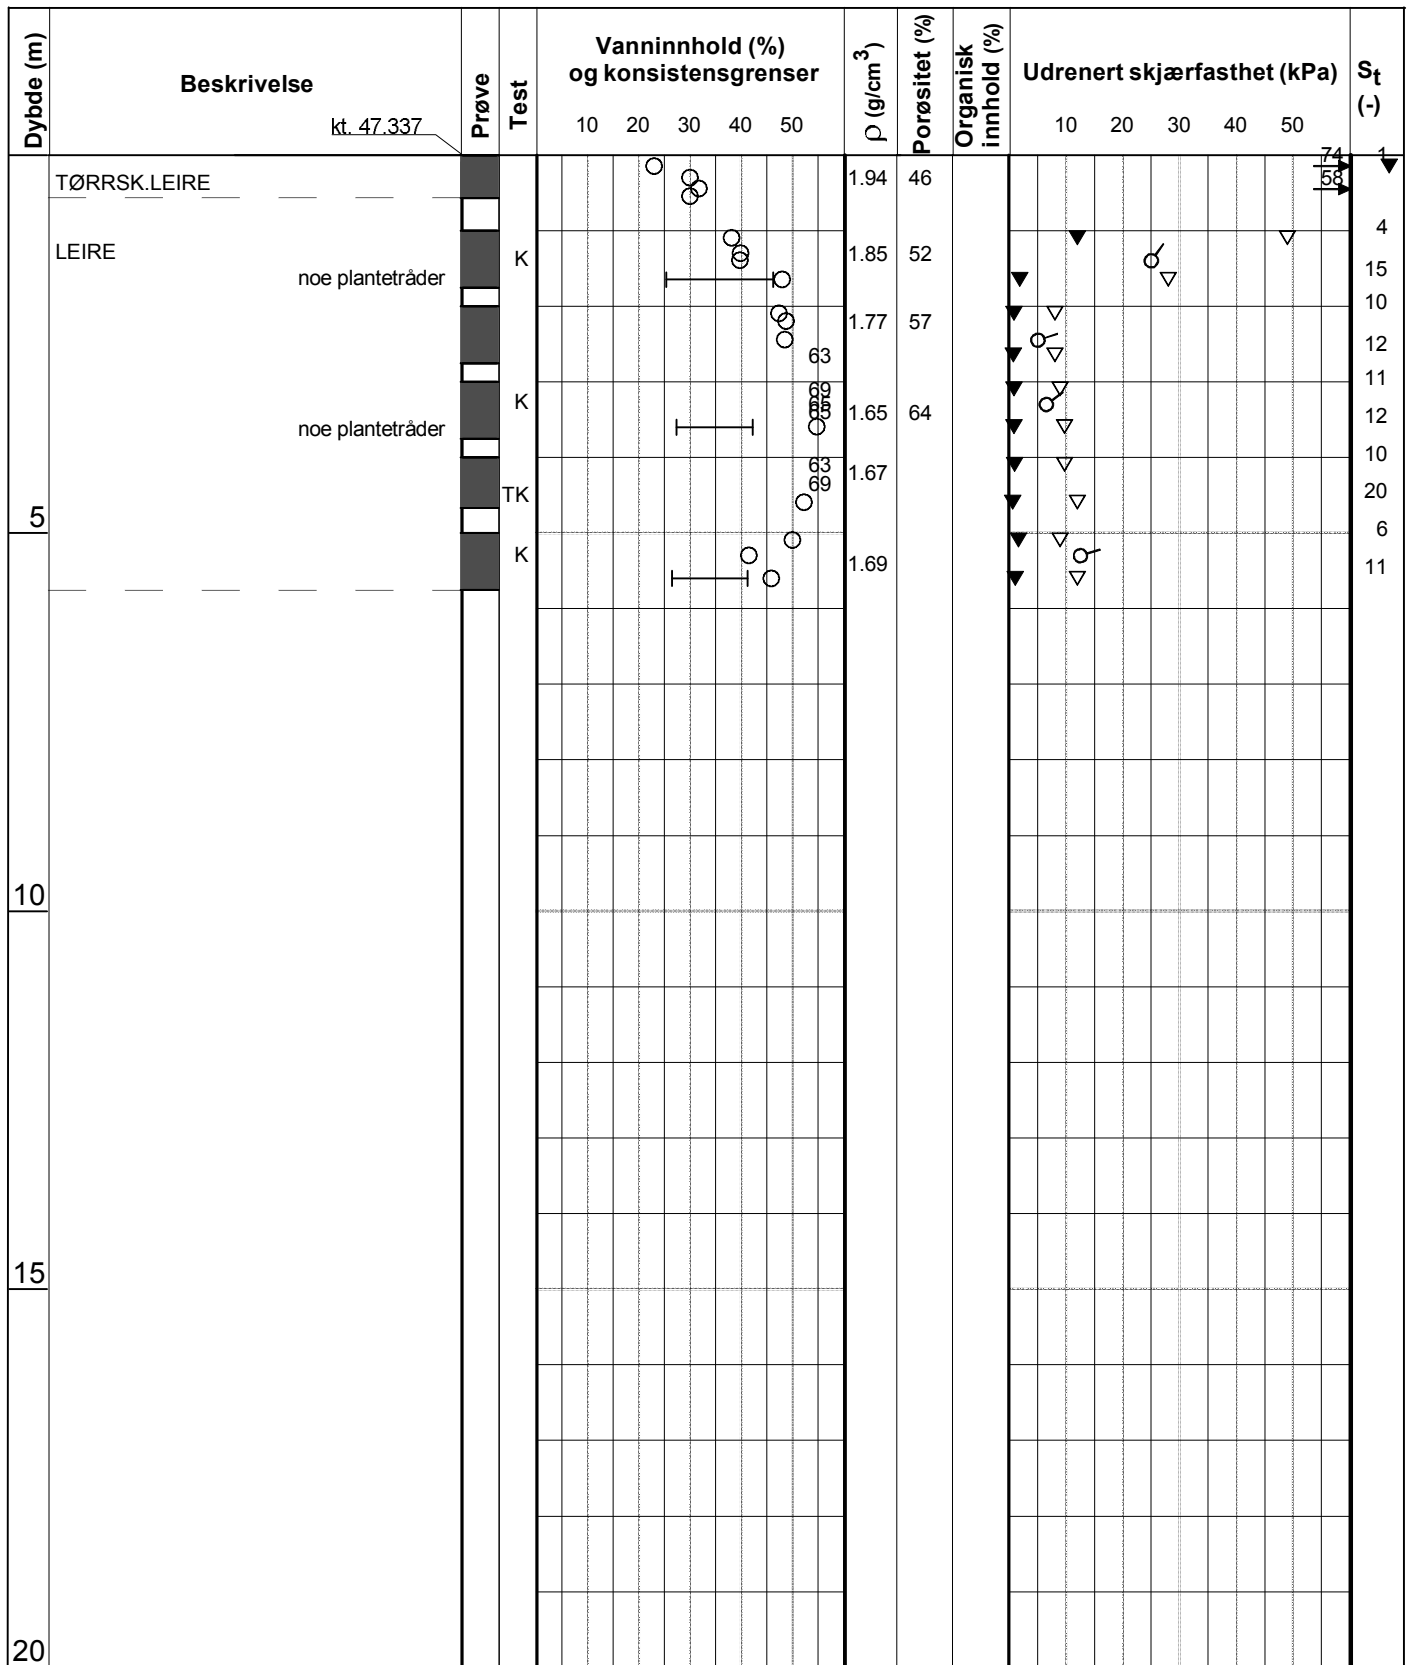 Dybde (m)
Beskrivelse
kt. 47.337
Prøve
Test
Vanninnhold (%)
og konsistensgrenser
10 20 30 40 50
ρ (g/cm³)
Porøsitet (%)
Organisk
innhold (%)
Udrenert skjærfasthet (kPa)
10 20 30 40 50
St
(-)
74 1
TØRRSK.LEIRE 1.94 46 58
4
LEIRE K 1.85 52
noe plantetråder 15
10
1.77 57
12
63
11
69
K 65
65 1.65 64 12
noe plantetråder
10
63 1.67
69
TK 20
5 6
K 1.69
11
10
15
20